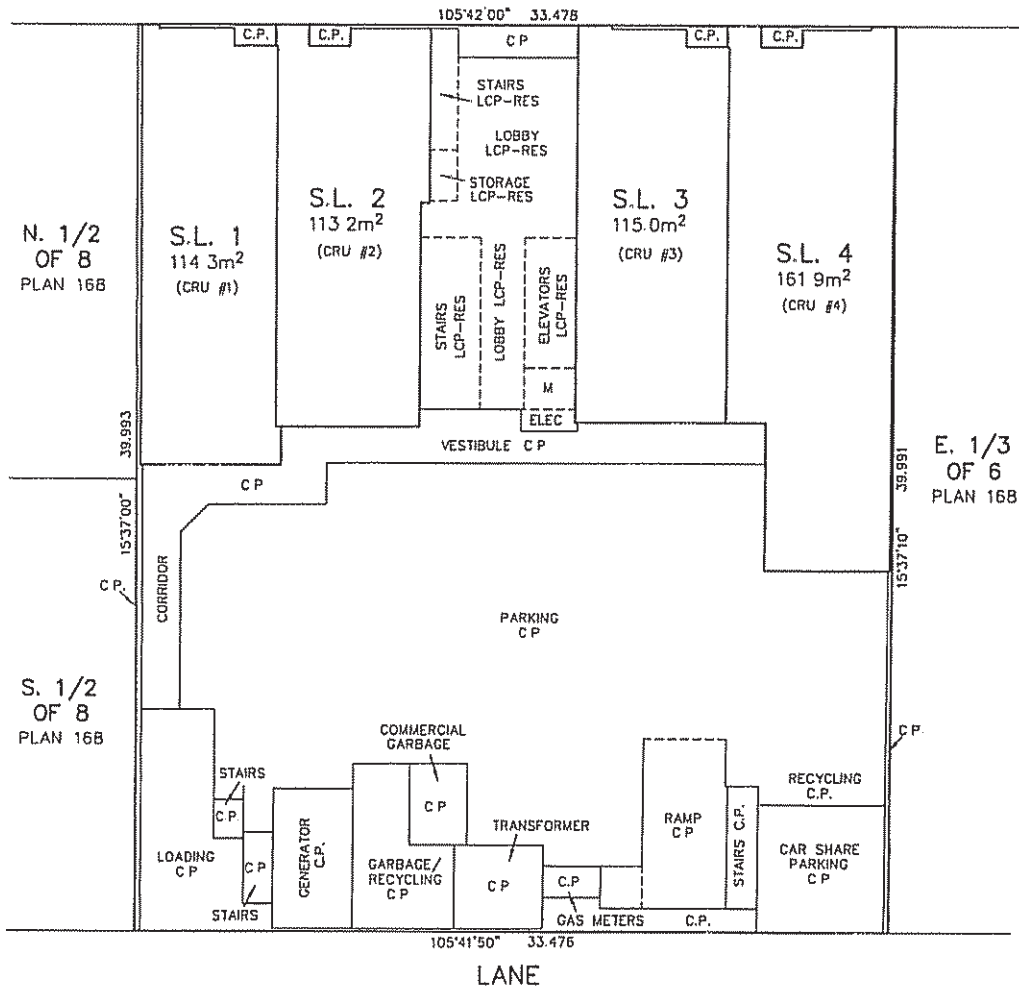 105°42'00" 33.478
C.P.
C.P.
C P
C.P.
C.P.
STAIRS
LCP-RES
LOBBY
LCP-RES
STORAGE
LCP-RES
N. 1/2
OF 8
PLAN 168
S.L. 1
114 3m²
(CRU #1)
S.L. 2
113 2m²
(CRU #2)
S.L. 3
115.0m²
(CRU #3)
S.L. 4
161 9m²
(CRU #4)
STAIRS
LCP-RES
LOBBY LCP-RES
ELEVATORS
LCP-RES
M
ELEC
VESTIBULE C P
39.993
39.991
E. 1/3
OF 6
PLAN 168
C P
15°37'00"
15°37'10"
C P.
CORRIDOR
PARKING
C P
S. 1/2
OF 8
PLAN 168
C P.
COMMERCIAL
GARBAGE
C P
STAIRS
C.P.
RECYCLING
C.P.
LOADING
C P
C P
STAIRS
GENERATOR
C.P.
GARBAGE/
RECYCLING
C P
TRANSFORMER
C P
C.P
GAS METERS
RAMP
C P
STAIRS C.P.
C.P.
CAR SHARE
PARKING
C P
105°41'50" 33.476
LANE